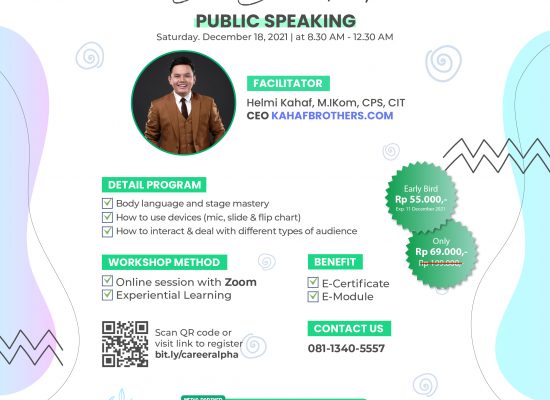 PUBLIC SPEAKING
Saturday. December 18, 2021 | at 8.30 AM - 12.30 AM
FACILITATOR
Helmi Kahaf, M.IKom, CPS, CIT
CEO KAHAFBROTHERS.COM
DETAIL PROGRAM
Body language and stage mastery
How to use devices (mic, slide & flip chart)
How to interact & deal with different types of audience
Early Bird
Rp 55.000,-
Exp. 11 December 2021
Only
Rp 69.000,-
Rp 199.000,-
WORKSHOP METHOD
Online session with Zoom
Experiential Learning
BENEFIT
E-Certificate
E-Module
Scan QR code or
visit link to register
bit.ly/careeralpha
CONTACT US
081-1340-5557
MEDIA PARTNER